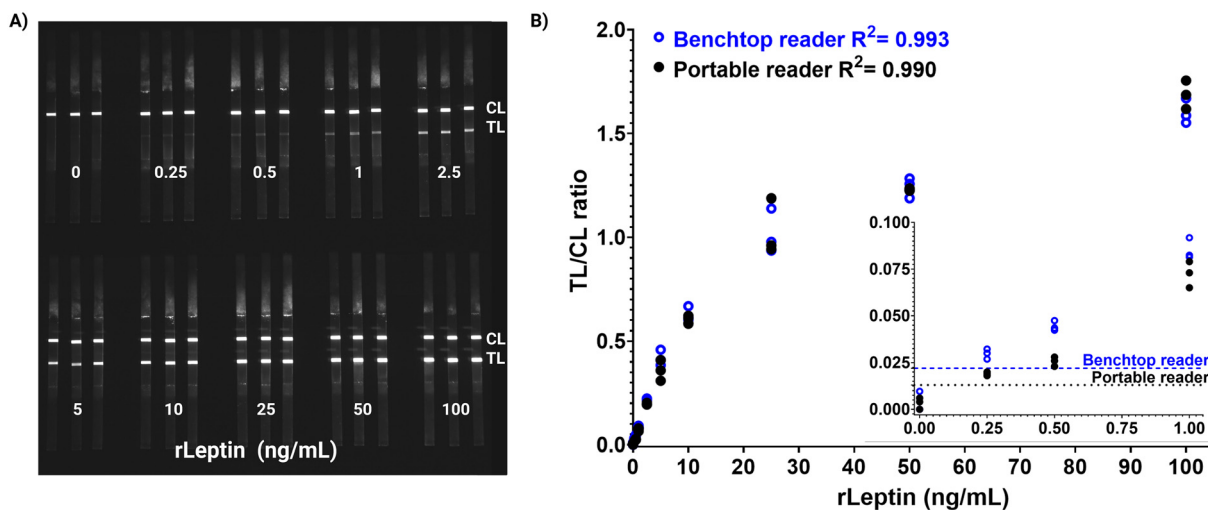 A)
CL
TL
0 0.25 0.5 1 2.5
CL
TL
5 10 25 50 100
rLeptin (ng/mL)
B)
Benchtop reader R²= 0.993
Portable reader R²= 0.990
TL/CL ratio
2.0
1.5
1.0
0.5
0.0
0 10 20 30 40 50 60 70 80 90 100
rLeptin (ng/mL)
0.100
0.075
0.050
0.025
0.000
Benchtop reader
Portable reader
0.00 0.25 0.50 0.75 1.00